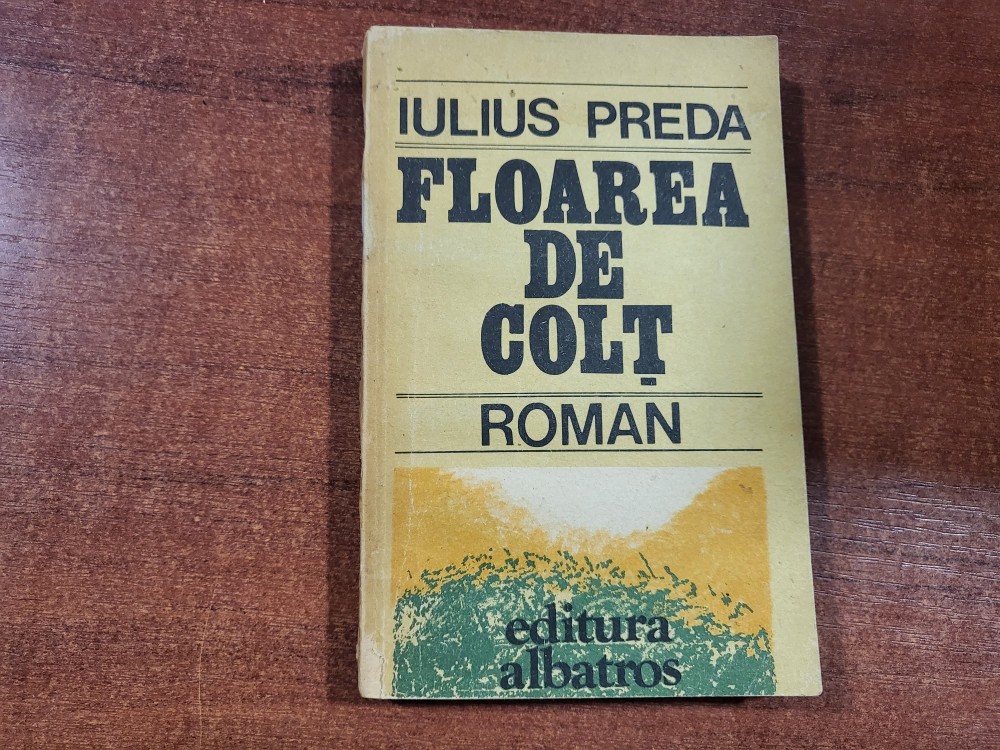 IULIUS PREDA
FLOAREA
DE
COLȚ
ROMAN
editura
albatros